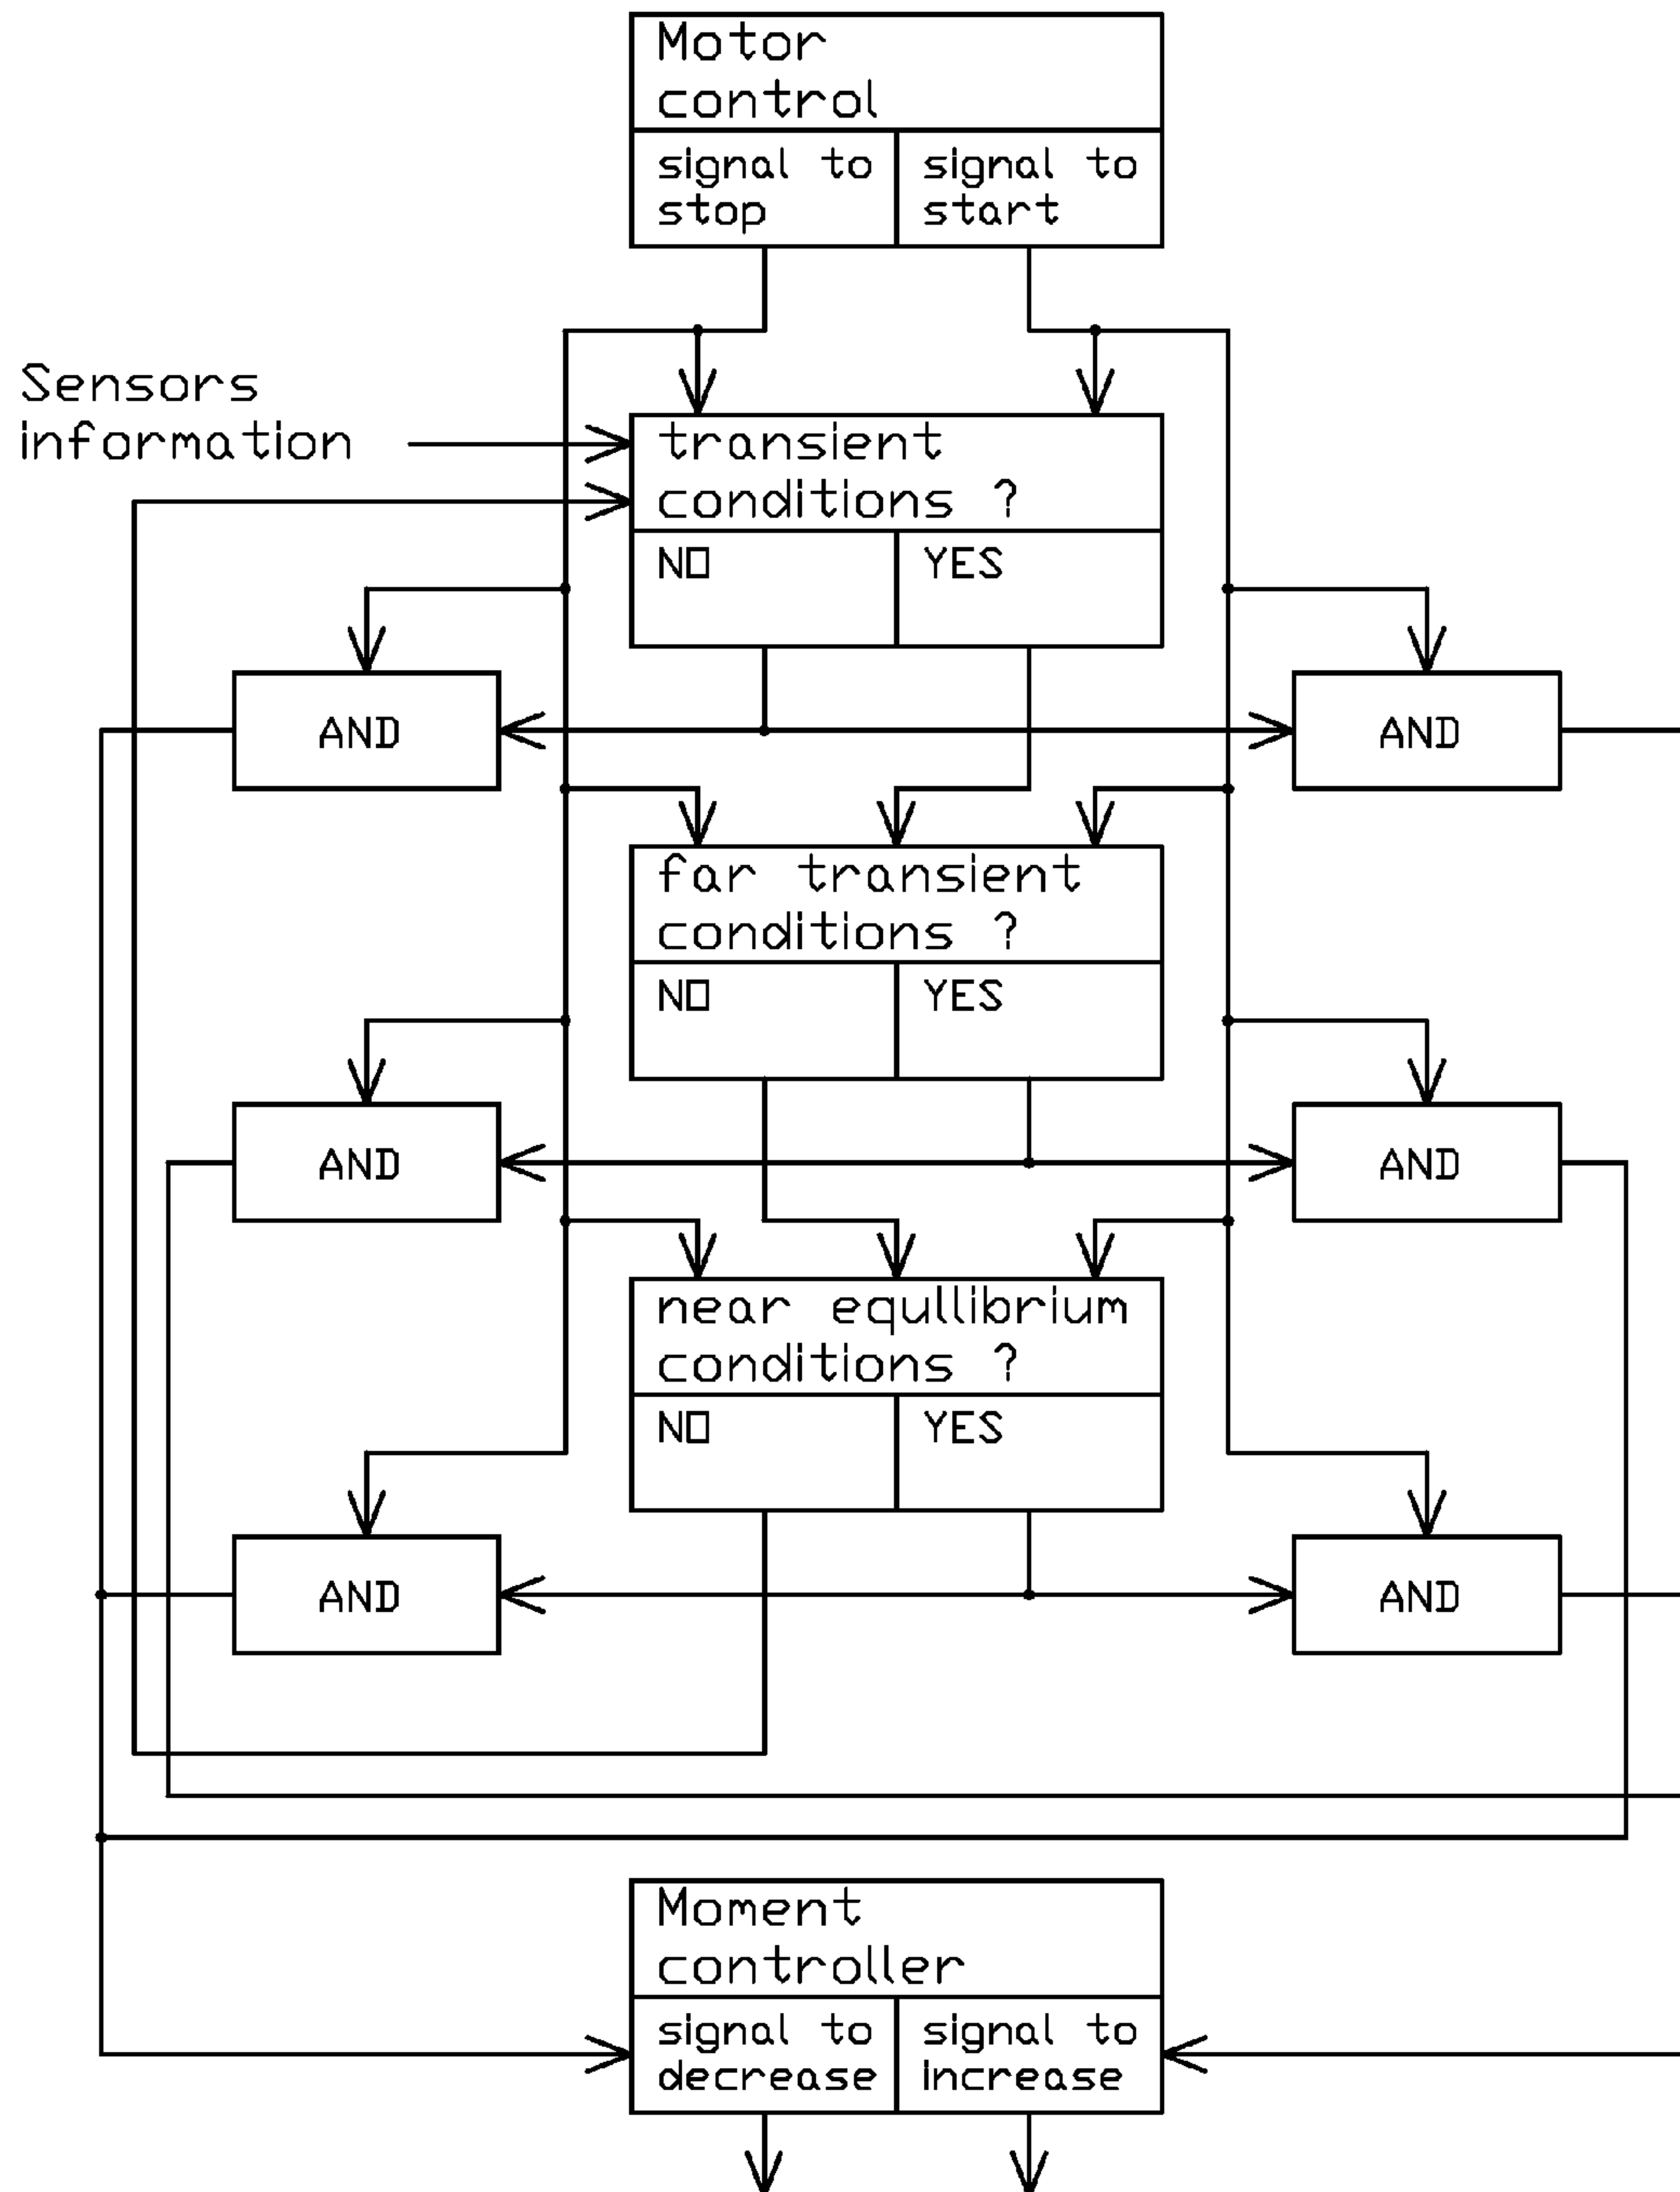 Motor
control
signal to
stop
signal to
start
Sensors
information
transient
conditions ?
NO
YES
AND
AND
far transient
conditions ?
NO
YES
AND
AND
near equllibrium
conditions ?
NO
YES
AND
AND
Moment
controller
signal to
decrease
signal to
increase